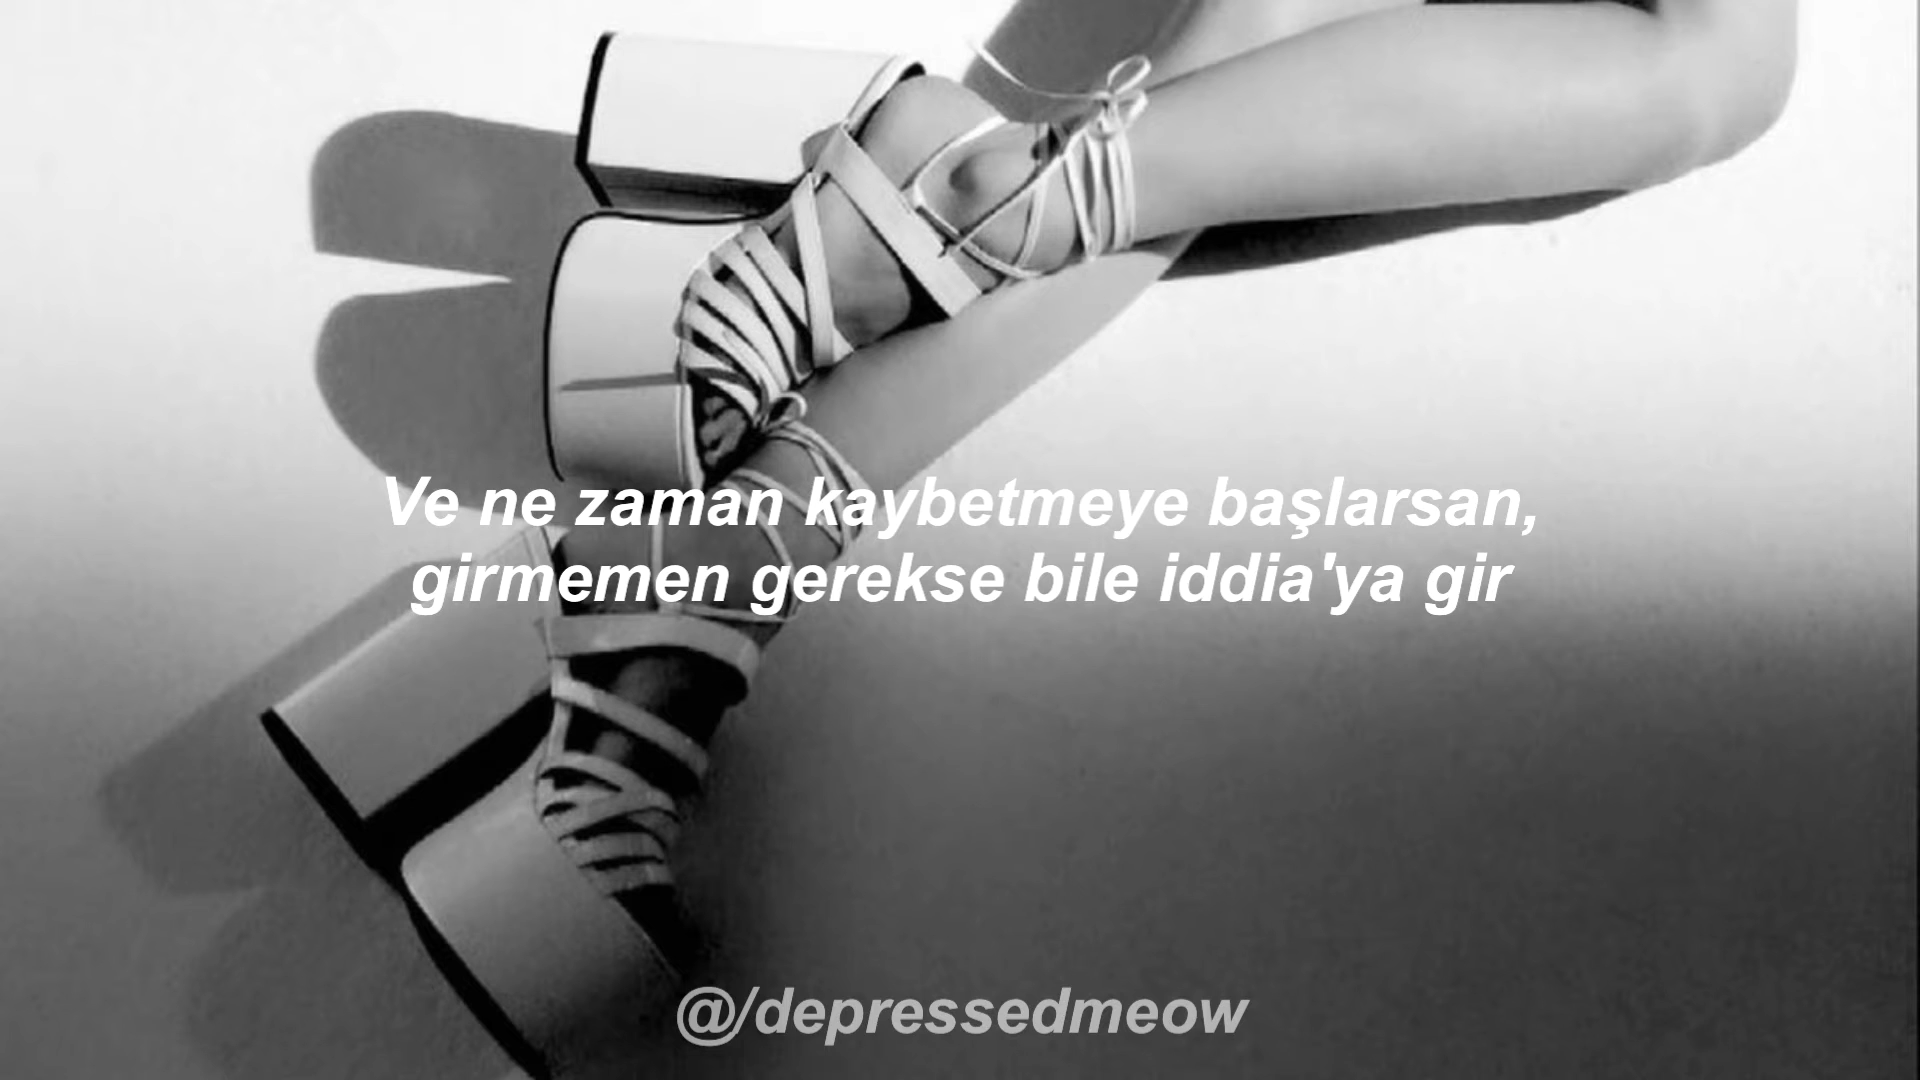 Ve ne zaman kaybetmeye başlarsan,
girmemen gerekse bile iddia'ya gir
@/depressedmeow